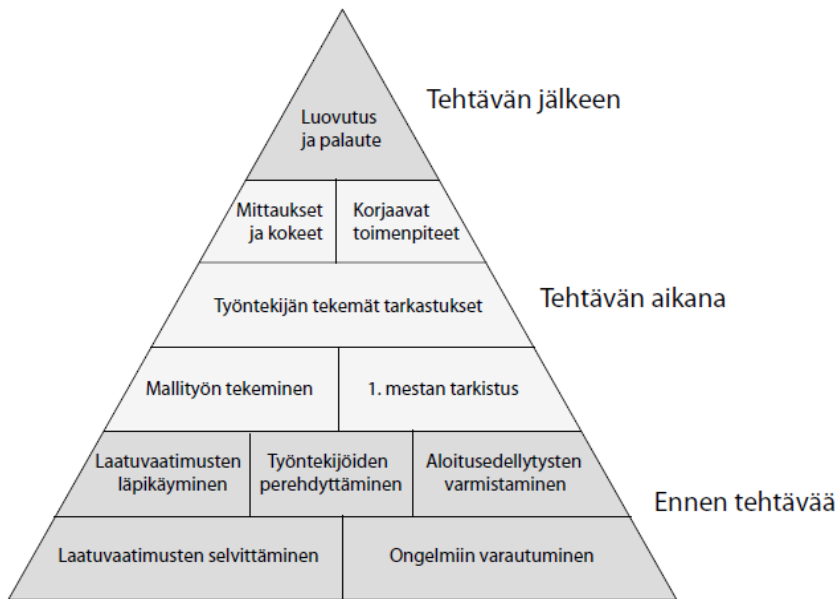 Tehtävän jälkeen
Luovutus
ja palaute
Mittaukset
ja kokeet
Korjaavat
toimenpiteet
Työntekijän tekemät tarkastukset
Tehtävän aikana
Mallityön tekeminen
1. mestan tarkistus
Laatuvaatimusten
läpikäyminen
Työntekijöiden
perehdyttäminen
Aloitusedellytysten
varmistaminen
Ennen tehtävää
Laatuvaatimusten selvittäminen
Ongelmiin varautuminen